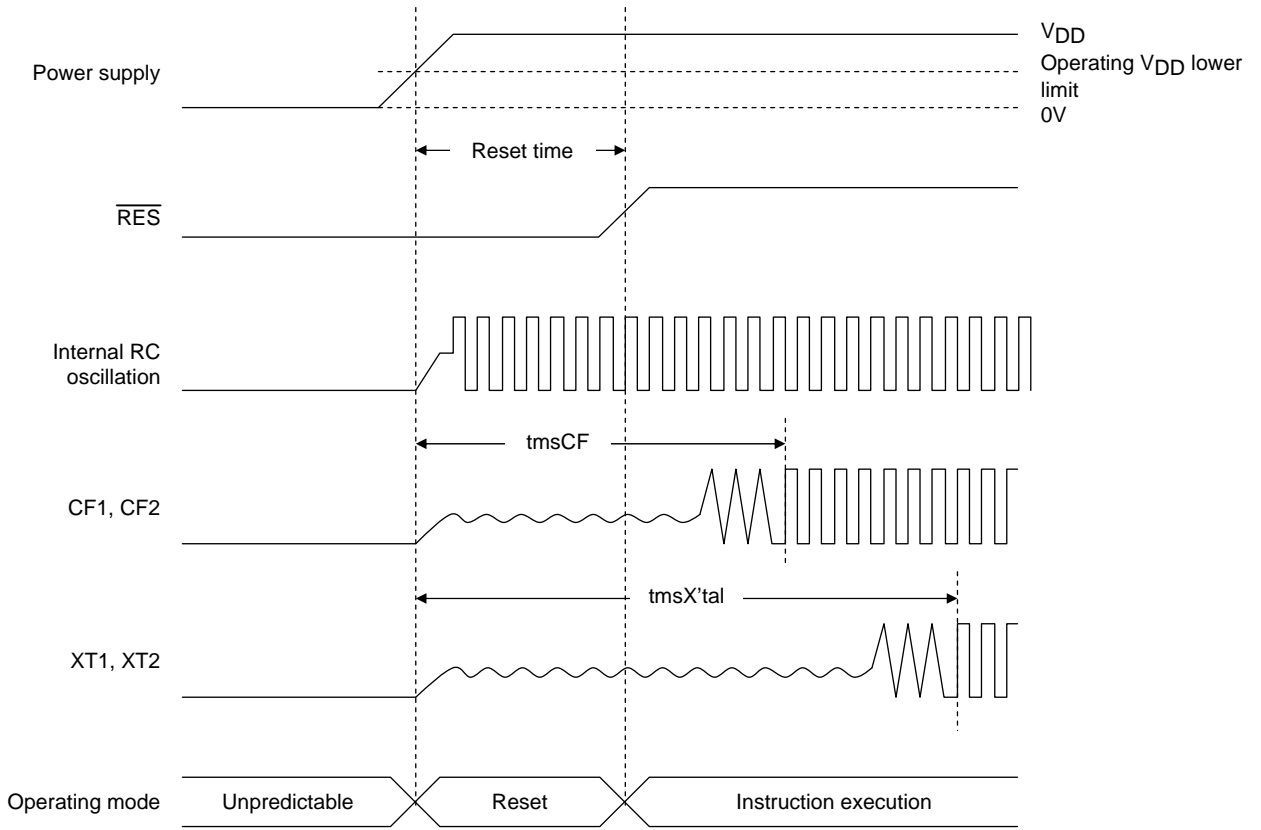 Power supply
VDD
Operating VDD lower
limit
0V
Reset time
RES
Internal RC
oscillation
tmsCF
CF1, CF2
tmsX’tal
XT1, XT2
Operating mode
Unpredictable
Reset
Instruction execution